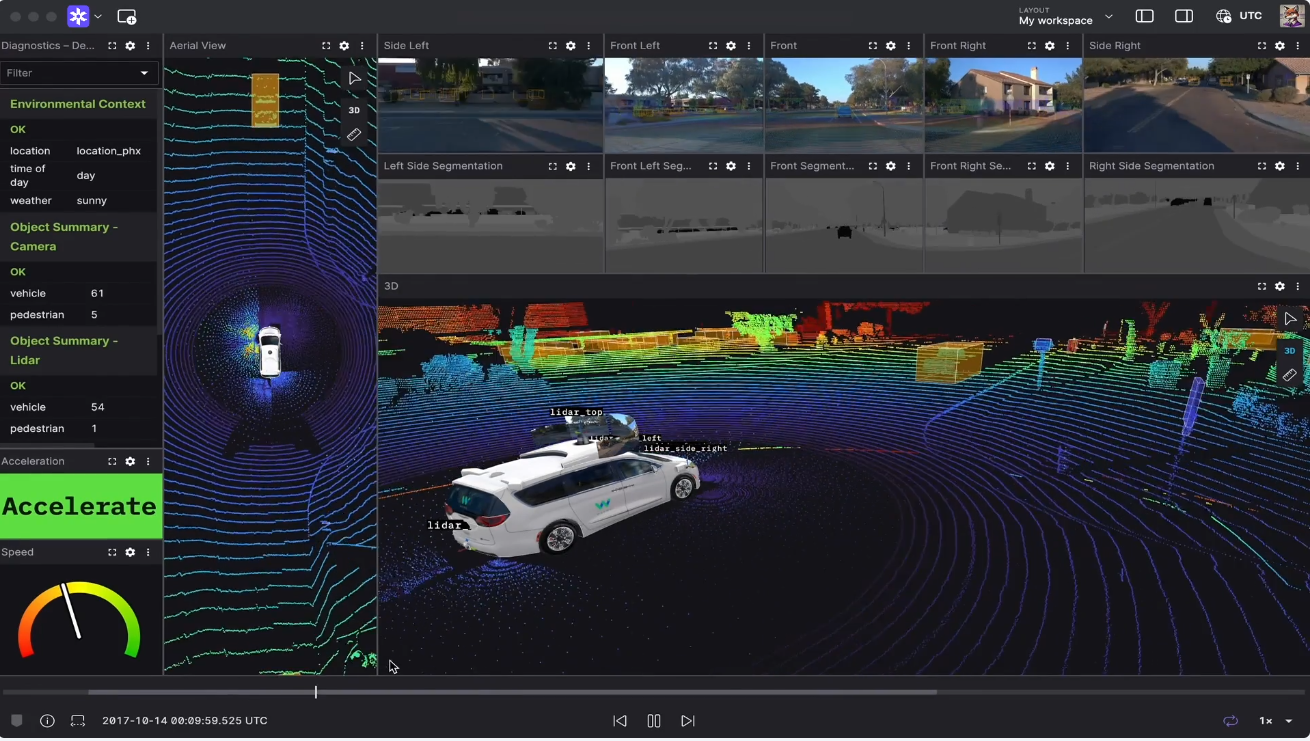 LAYOUT
My workspace
UTC
Diagnostics – De...
Filter
Environmental Context
OK
location location_phx
time of
day day
weather sunny
Object Summary -
Camera
OK
vehicle 61
pedestrian 5
Object Summary -
Lidar
OK
vehicle 54
pedestrian 1
Acceleration
Accelerate
Speed
Aerial View
3D
Side Left
Front Left
Front
Front Right
Side Right
Left Side Segmentation
Front Left Seg...
Front Segment...
Front Right Se...
Right Side Segmentation
3D
3D
lidar_top
left
lidar_side_right
lidar
2017-10-14 00:09:59.525 UTC
1×